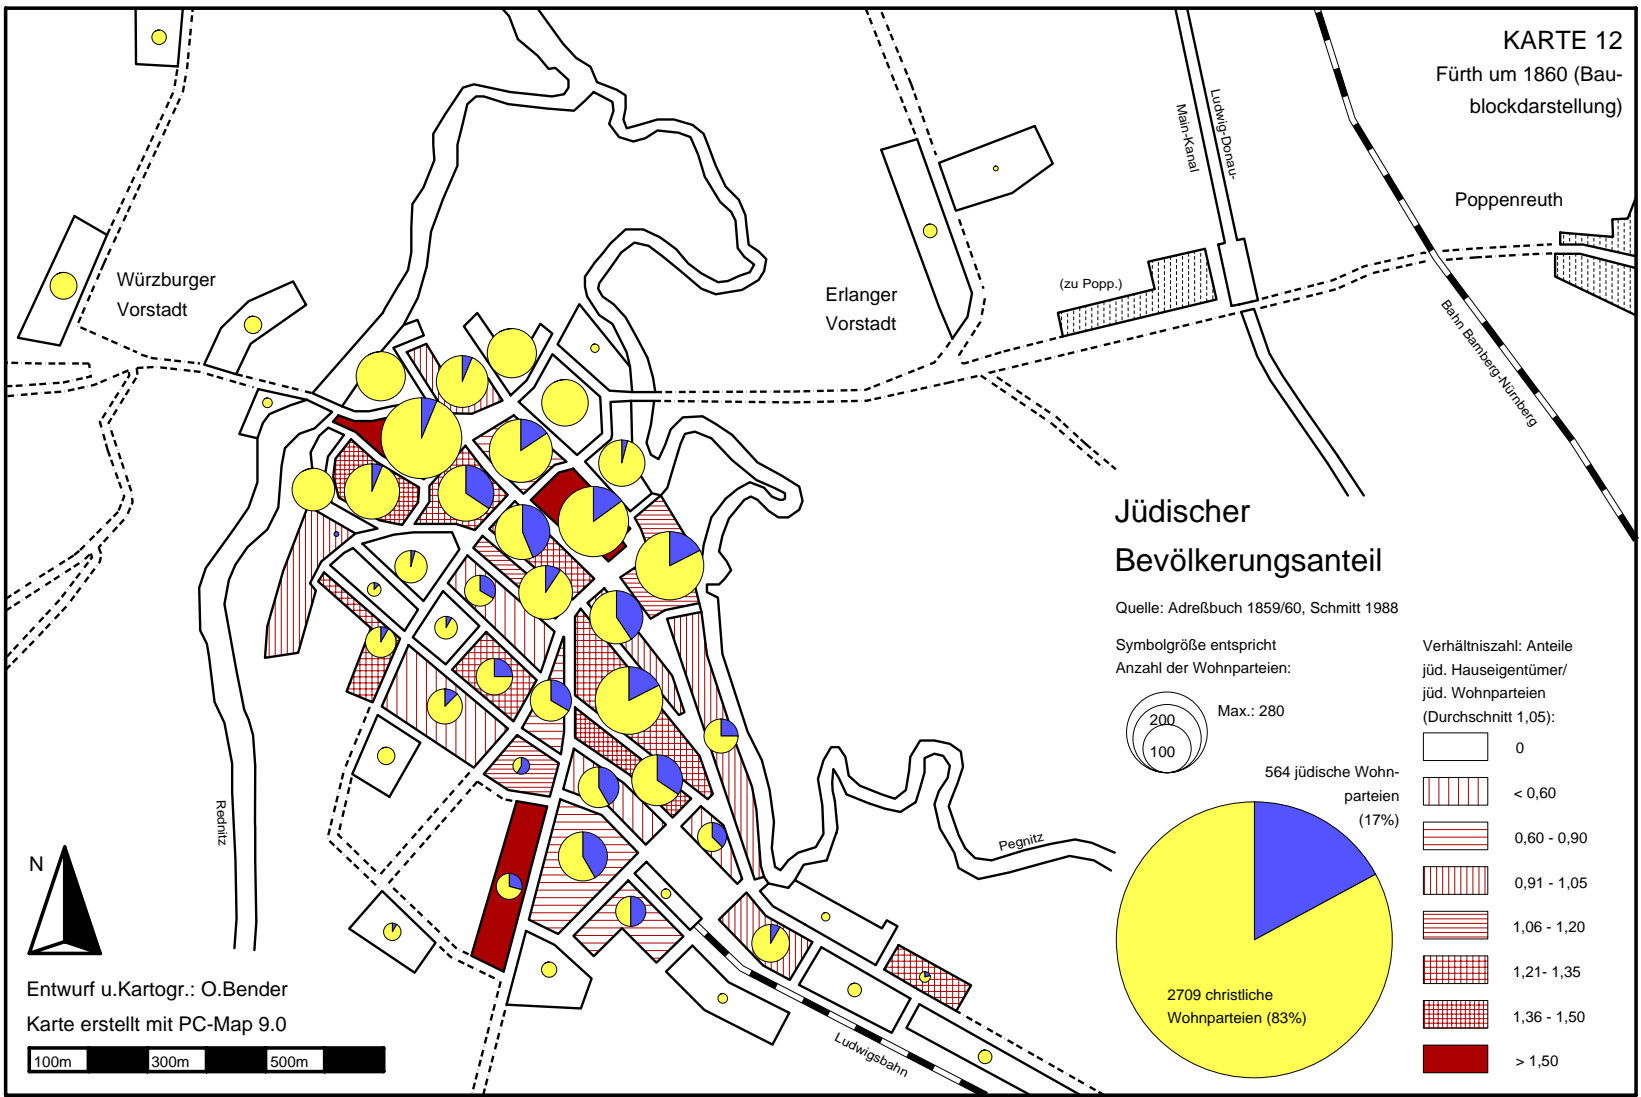 KARTE 12
Fürth um 1860 (Bau-
blockdarstellung)
Ludwig-Donau-
Main-Kanal
Poppenreuth
Würzburger
Vorstadt
Erlanger
Vorstadt
(zu Popp.)
Bahn Bamberg-Nürnberg
Jüdischer
Bevölkerungsanteil
Quelle: Adreßbuch 1859/60, Schmitt 1988
Symbolgröße entspricht
Anzahl der Wohnparteien:
200
100
Max.: 280
564 jüdische Wohn-
parteien
(17%)
2709 christliche
Wohnparteien (83%)
Verhältniszahl: Anteile
jüd. Hauseigentümer/
jüd. Wohnparteien
(Durchschnitt 1,05):
0
< 0,60
0,60 - 0,90
0,91 - 1,05
1,06 - 1,20
1,21- 1,35
1,36 - 1,50
> 1,50
Rednitz
Pegnitz
Ludwigsbahn
N
Entwurf u.Kartogr.: O.Bender
Karte erstellt mit PC-Map 9.0
100m 300m 500m